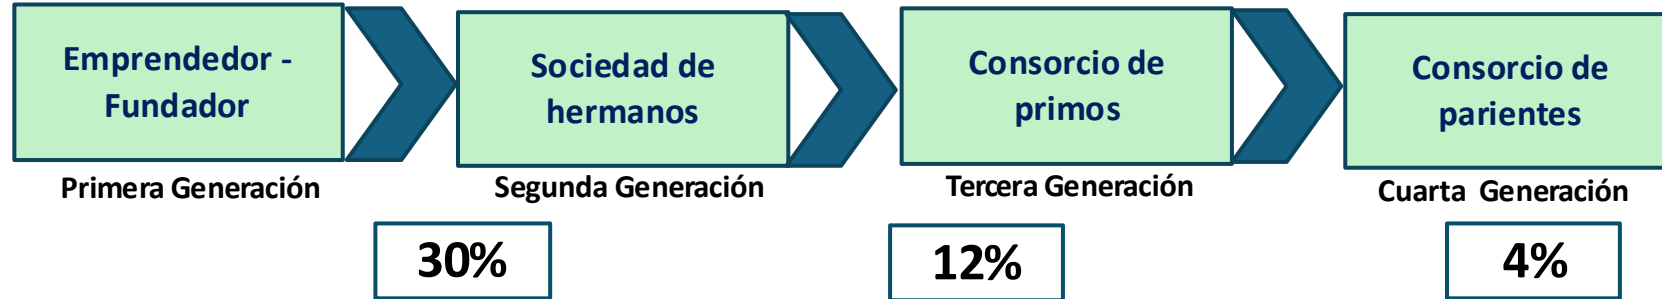 Emprendedor -
Fundador
Sociedad de
hermanos
Consorcio de
primos
Consorcio de
parientes
Primera Generación
Segunda Generación
Tercera Generación
Cuarta Generación
30%
12%
4%